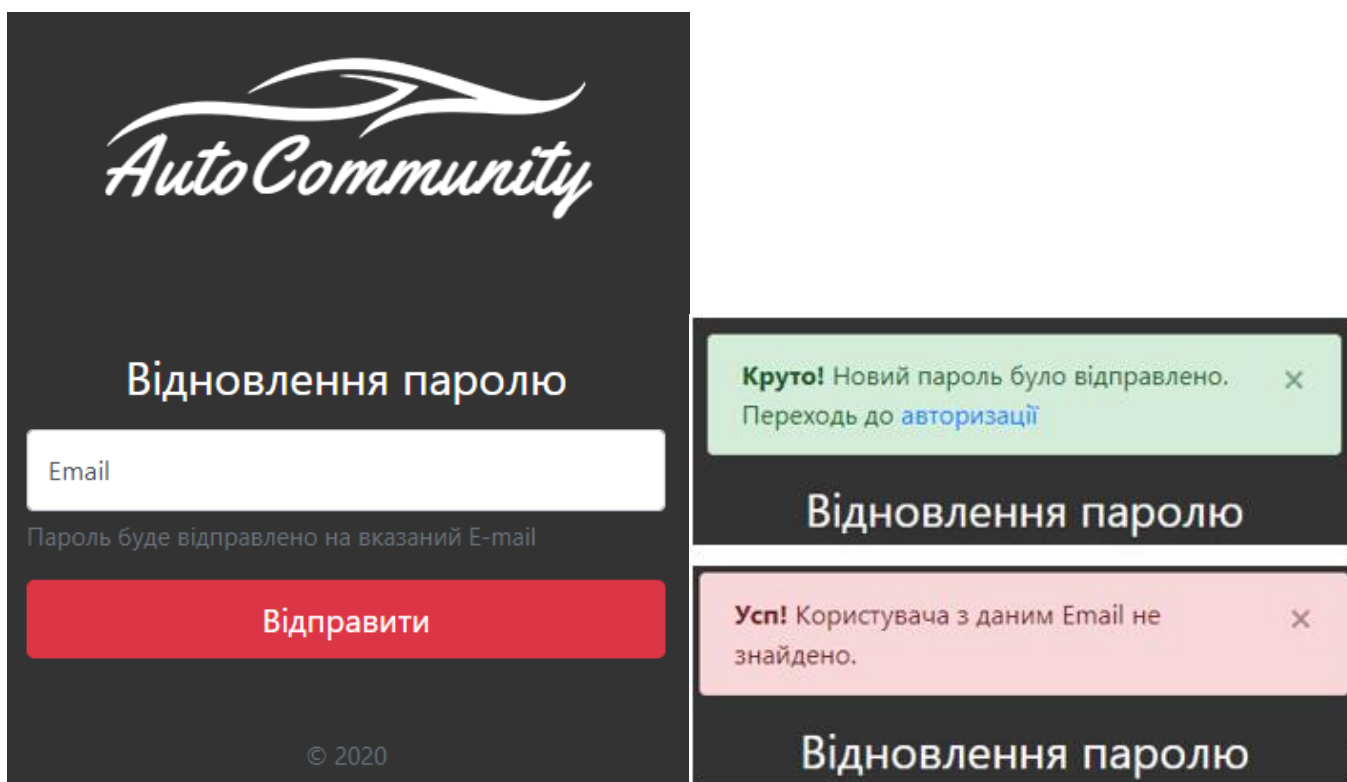 AutoCommunity
Відновлення паролю
Email
Пароль буде відправлено на вказаний E-mail
Відправити
© 2020
Круто! Новий пароль було відправлено.
Переходь до авторизації
Відновлення паролю
Усп! Користувача з даним Email не
знайдено.
Відновлення паролю